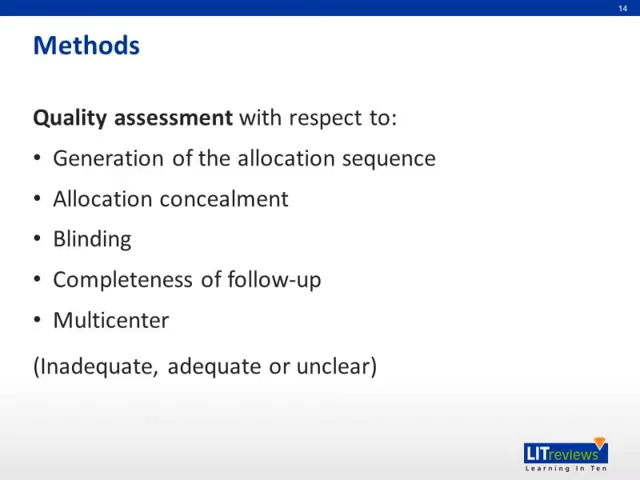 14
Methods
Quality assessment with respect to:
• Generation of the allocation sequence
• Allocation concealment
• Blinding
• Completeness of follow-up
• Multicenter
(Inadequate, adequate or unclear)
LITreviews
Learning In Ten